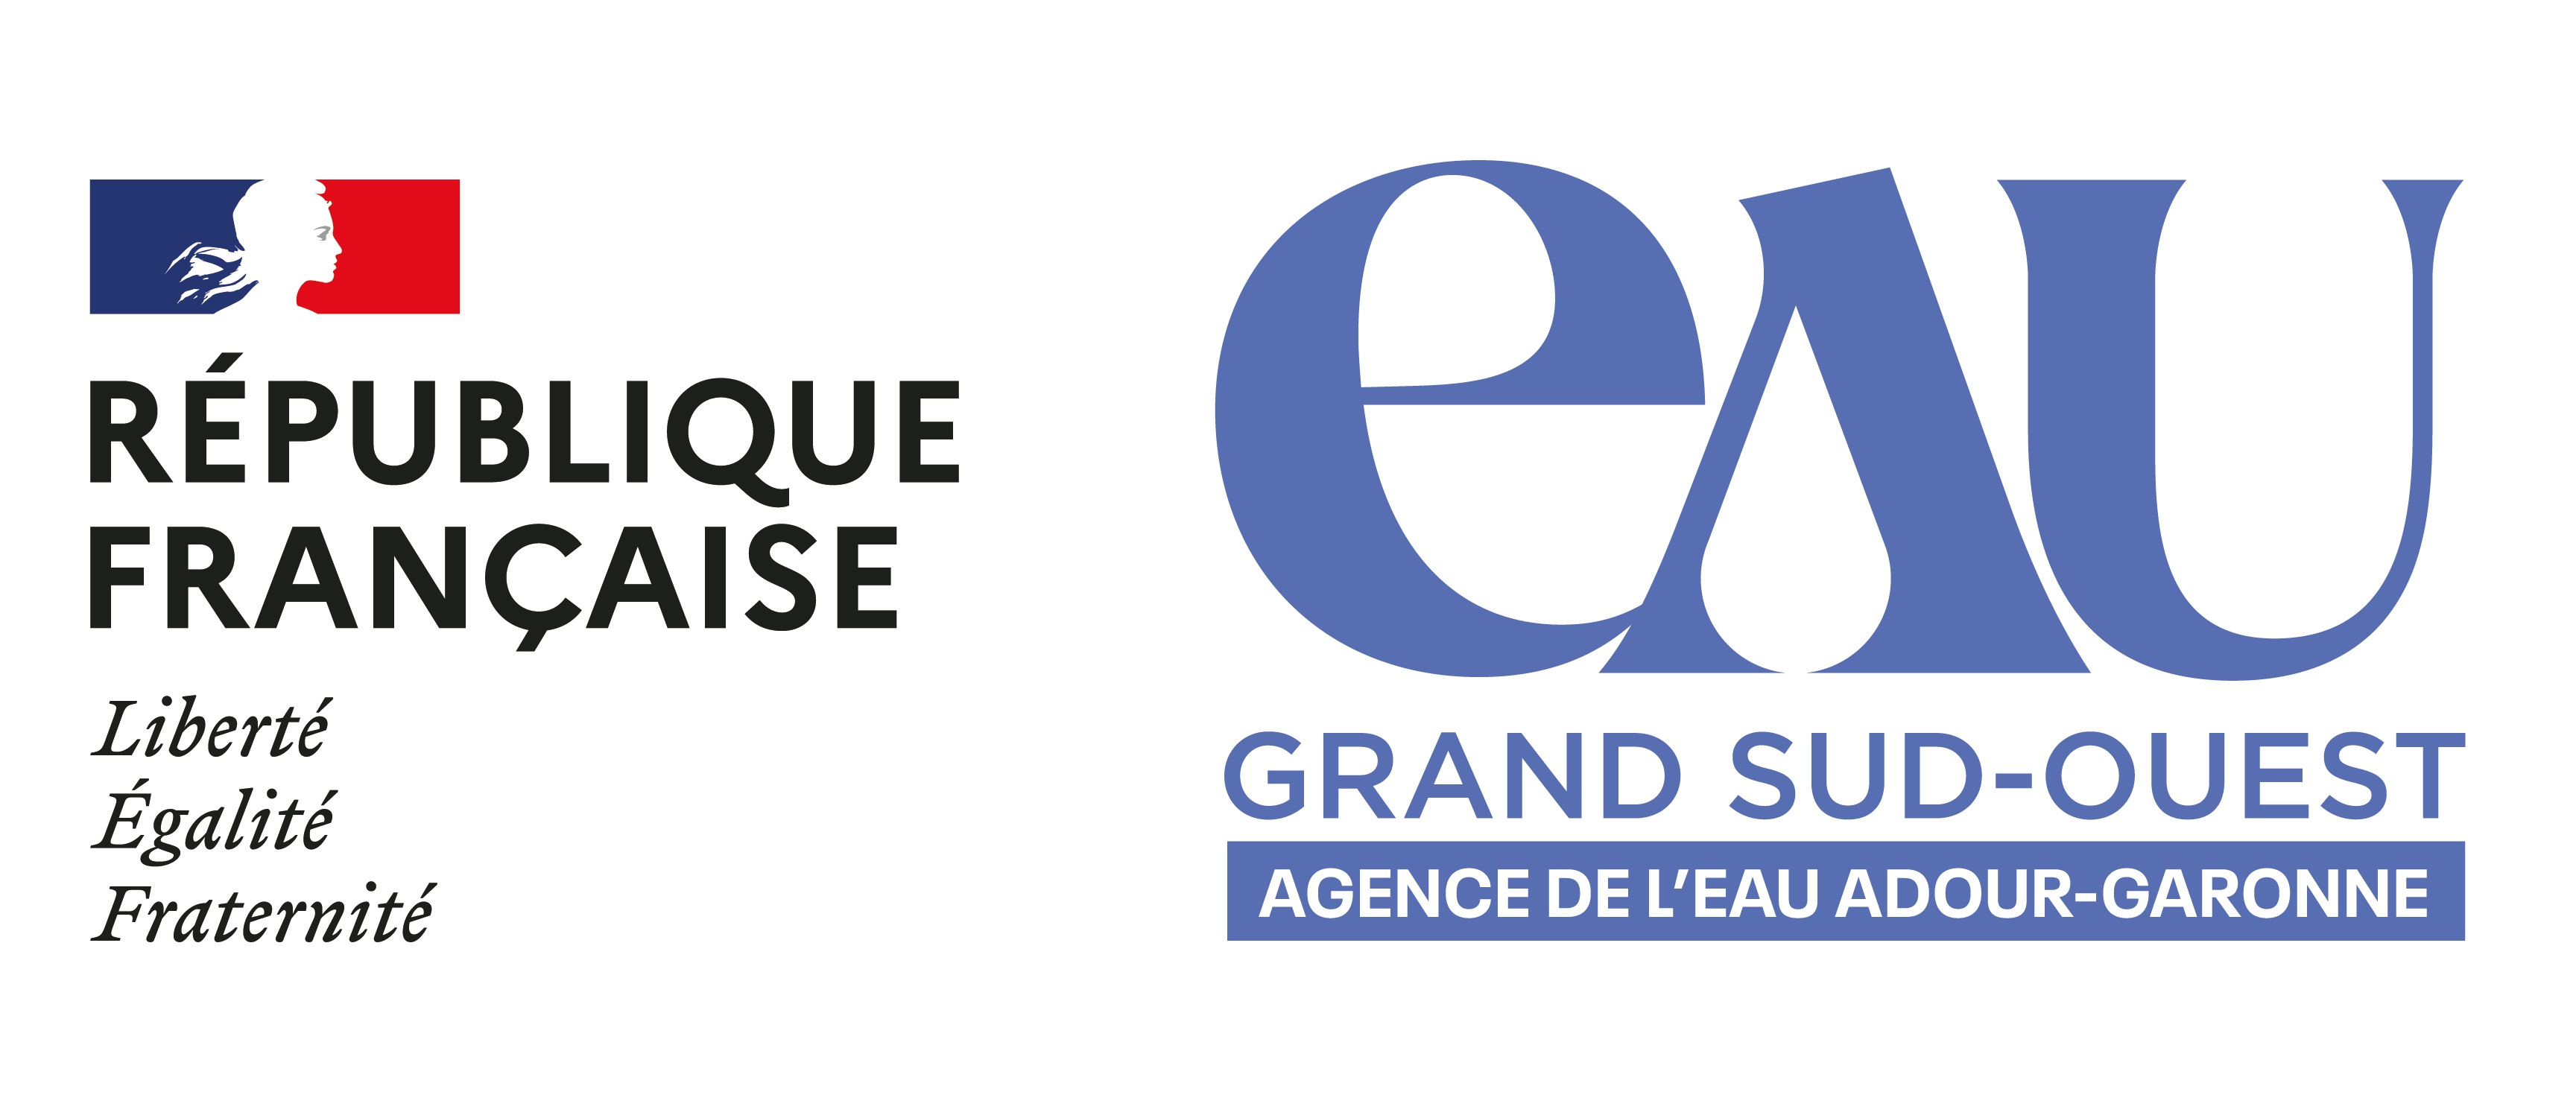 RÉPUBLIQUE
FRANÇAISE
Liberté
Égalité
Fraternité
eAU
GRAND SUD-OUEST
AGENCE DE L'EAU ADOUR-GARONNE